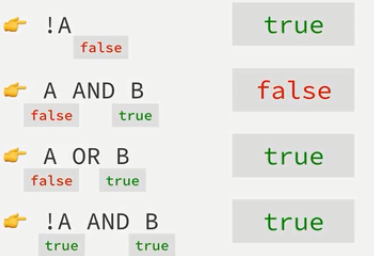 👉 !A true
false
👉 A AND B false
false true
👉 A OR B true
false true
👉 !A AND B true
true true